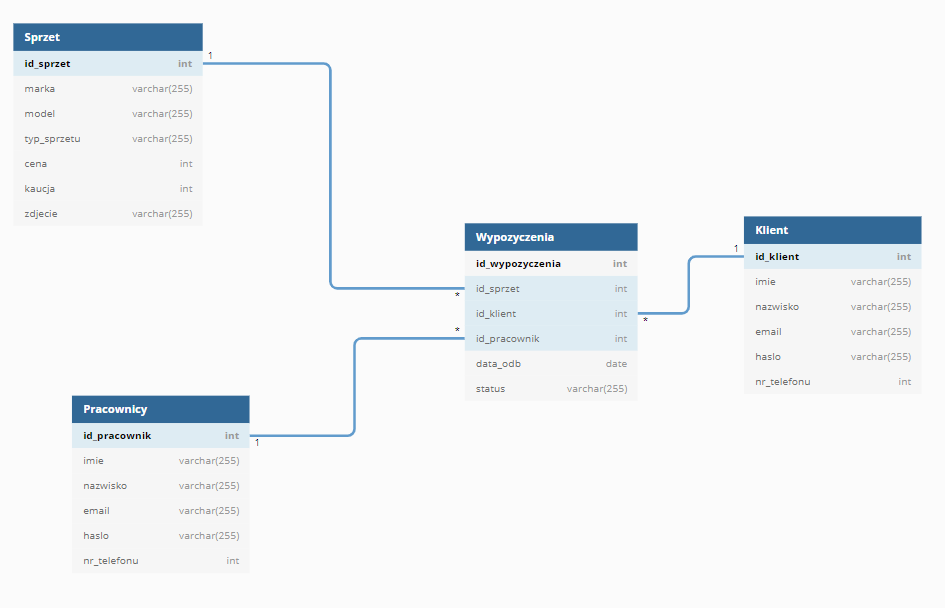 Sprzet
1
id_sprzet int
marka varchar(255)
model varchar(255)
typ_sprzetu varchar(255)
cena int
kaucja int
zdjecie varchar(255)
Wypozyczenia
id_wypozyczenia int
id_sprzet int
*
id_klient int
*
id_pracownik int
*
data_odb date
status varchar(255)
Klient
1
id_klient int
imie varchar(255)
nazwisko varchar(255)
email varchar(255)
haslo varchar(255)
nr_telefonu int
Pracownicy
id_pracownik int
1
imie varchar(255)
nazwisko varchar(255)
email varchar(255)
haslo varchar(255)
nr_telefonu int